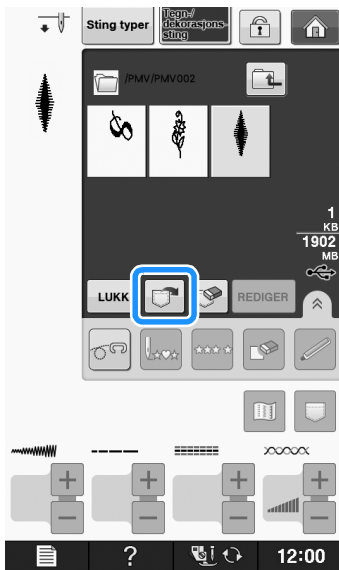 Sting typer
Tegn-/
dekorasjons-
sting
/PMV/PMV002
1
KB
1902
MB
LUKK
REDIGER
?
12:00